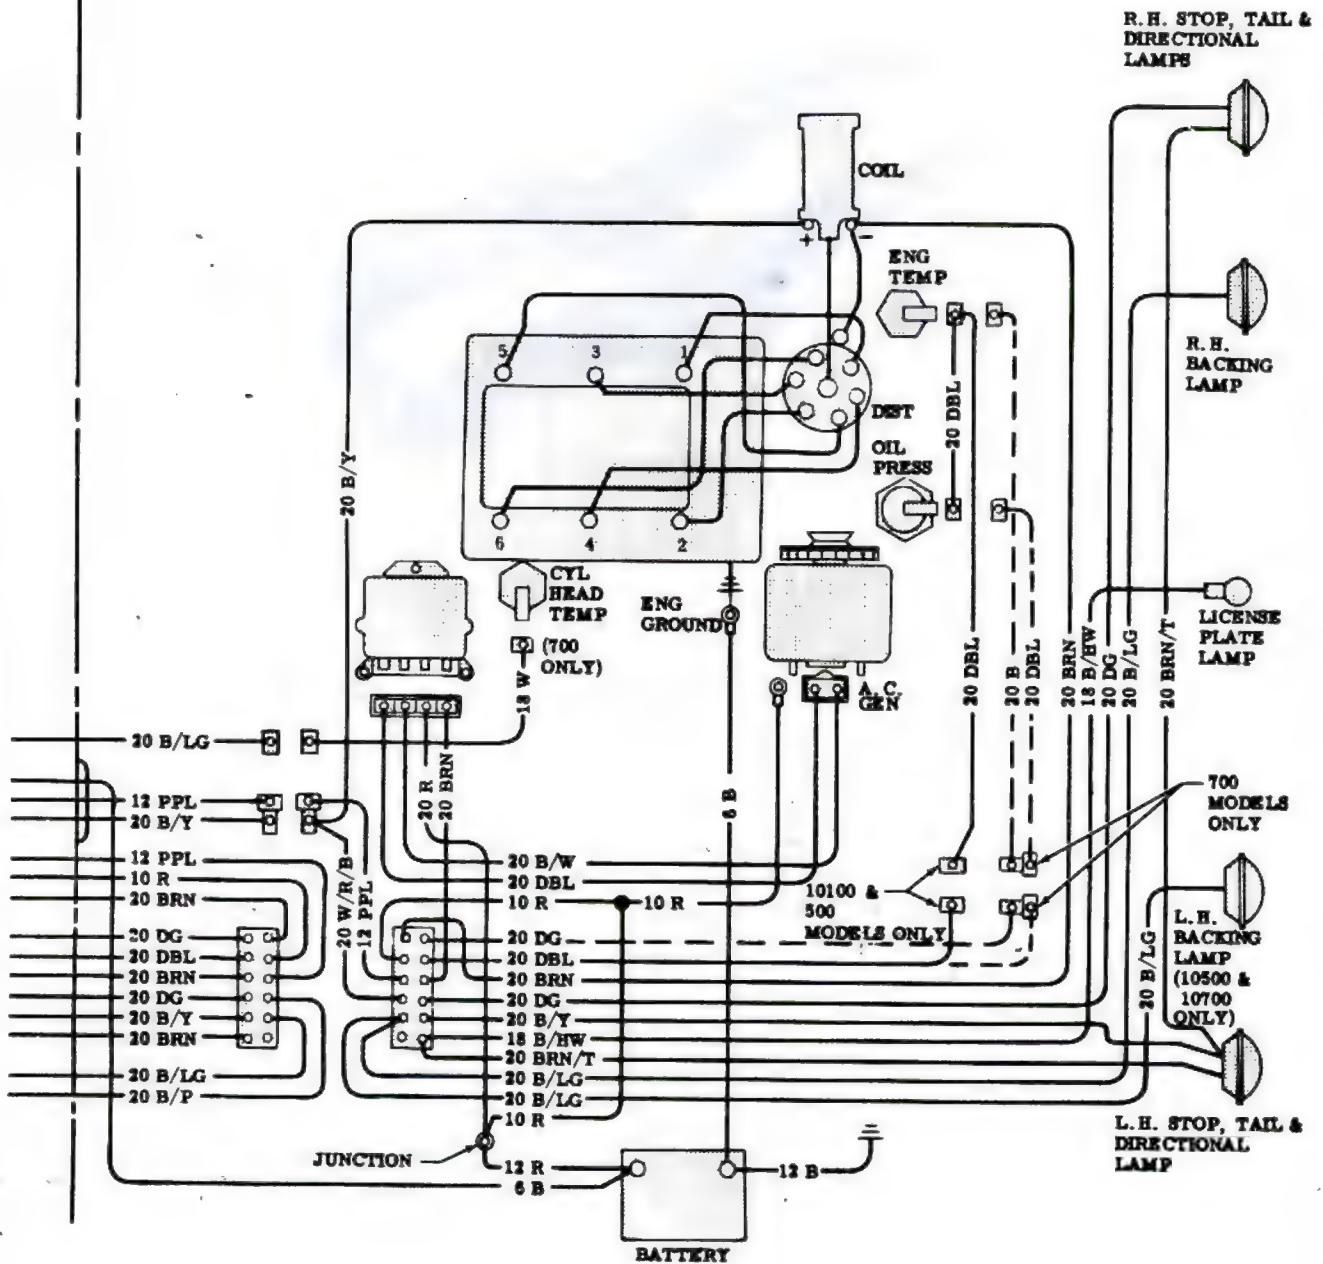 R.H. STOP, TAIL &
DIRECTIONAL
LAMPS
COIL
+
-
ENG
TEMP
R.H.
BACKING
LAMP
5
3
1
DIST
OIL
PRESS
20 DBL
20 B/Y
6
4
2
CYL
HEAD
TEMP
(700
ONLY)
ENG
GROUND
A.C.
GEN
LICENSE
PLATE
LAMP
18 W
20 DBL
20 B
20 DBL
20 BRN
18 B/HW
20 DG
20 B/LG
20 BRN/T
20 B/LG
12 PPL
20 B/Y
20 R
20 BRN
6 B
700
MODELS
ONLY
12 PPL
10 R
20 BRN
20 W/R/B
12 PPL
20 B/W
20 DBL
10 R
10 R
10100 &
500
MODELS ONLY
L.H.
BACKING
LAMP
(10500 &
10700
ONLY)
20 B/LG
20 DG
20 DBL
20 BRN
20 DG
20 B/Y
20 BRN
20 B/LG
20 B/P
20 DG
20 DBL
20 BRN
20 DG
20 B/Y
18 B/HW
20 BRN/T
20 B/LG
20 B/LG
10 R
JUNCTION
12 R
6 B
12 B
BATTERY
L.H. STOP, TAIL &
DIRECTIONAL
LAMP